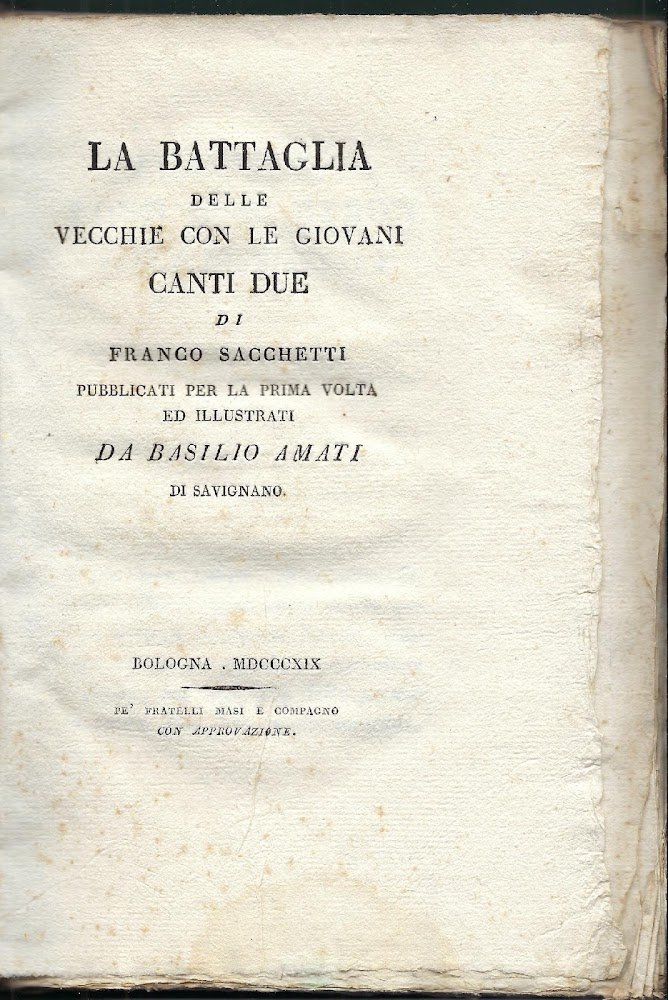 LA BATTAGLIA
DELLE
VECCHIE CON LE GIOVANI
CANTI DUE
DI
FRANCO SACCHETTI
PUBBLICATI PER LA PRIMA VOLTA
ED ILLUSTRATI
DA BASILIO AMATI
DI SAVIGNANO.
BOLOGNA . MDCCCXIX
PE' FRATELLI MASI E COMPAGNO
CON APPROVAZIONE.